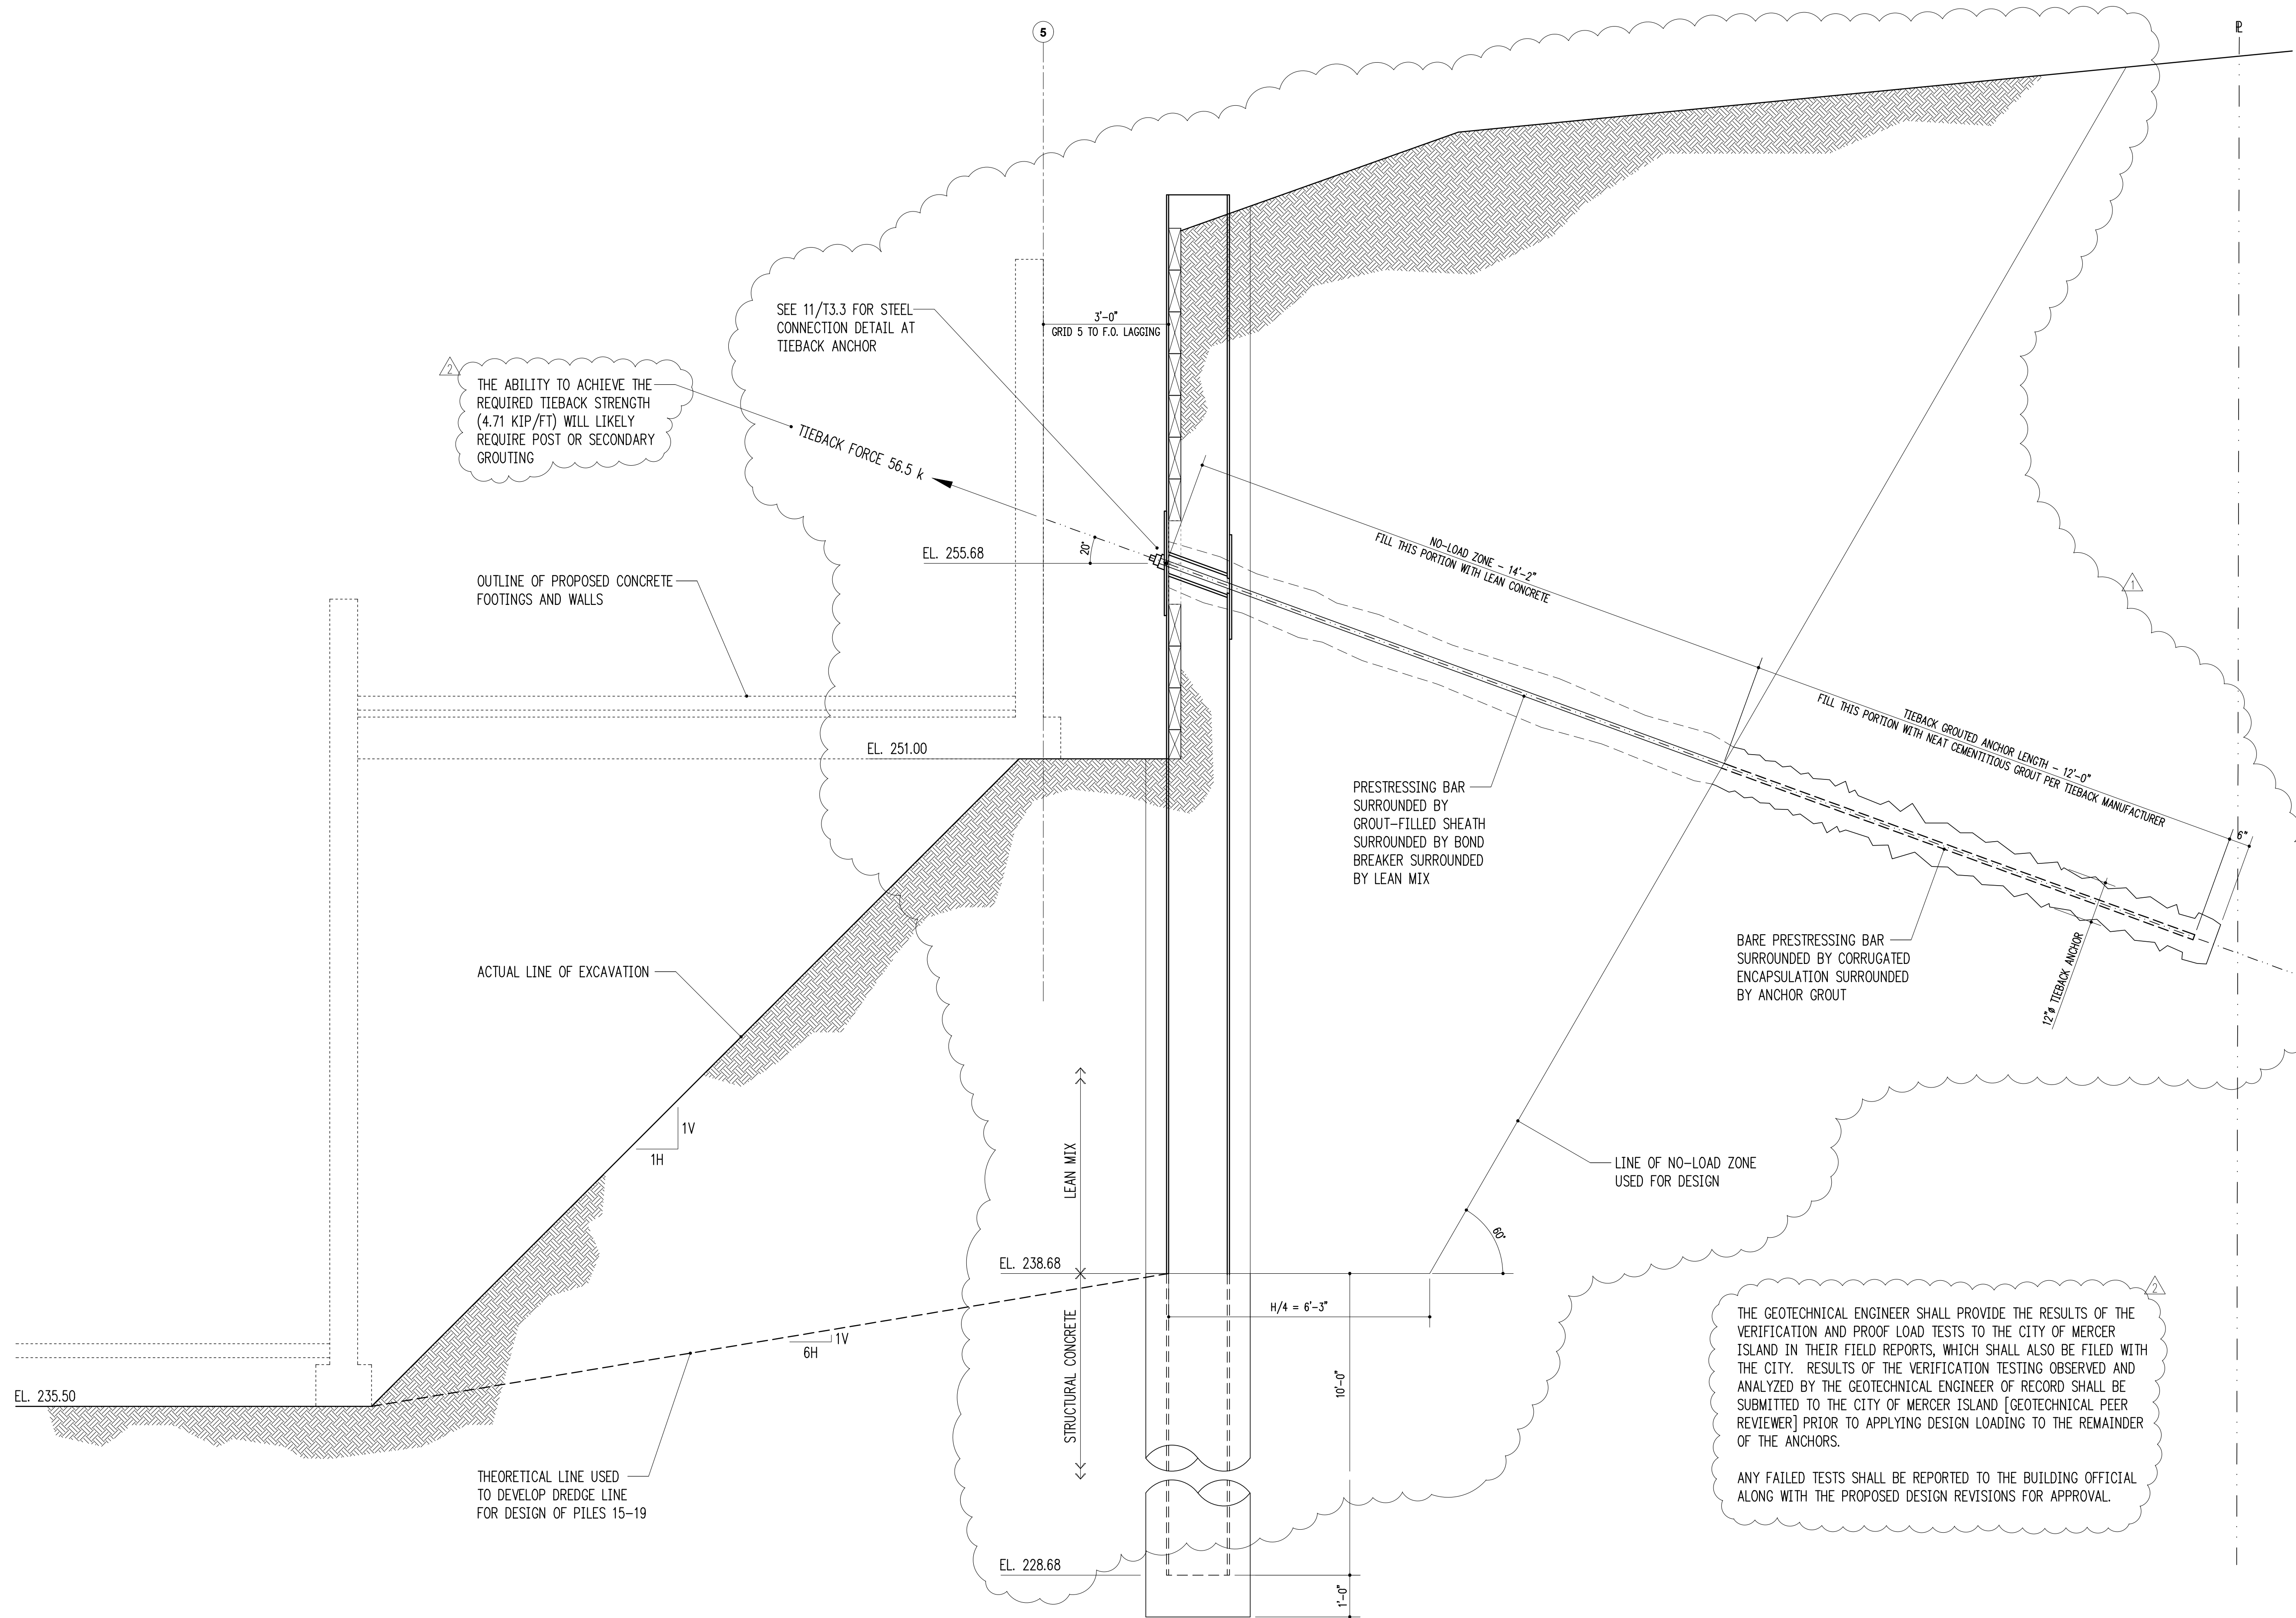 5
PL
SEE 11/T3.3 FOR STEEL
CONNECTION DETAIL AT
TIEBACK ANCHOR
3'-0"
GRID 5 TO F.O. LAGGING
2
THE ABILITY TO ACHIEVE THE
REQUIRED TIEBACK STRENGTH
(4.71 KIP/FT) WILL LIKELY
REQUIRE POST OR SECONDARY
GROUTING
TIEBACK FORCE 56.5 k
EL. 255.68
20°
NO-LOAD ZONE - 14'-2"
FILL THIS PORTION WITH LEAN CONCRETE
OUTLINE OF PROPOSED CONCRETE
FOOTINGS AND WALLS
1
TIEBACK GROUTED ANCHOR LENGTH - 12'-0"
FILL THIS PORTION WITH NEAT CEMENTITIOUS GROUT PER TIEBACK MANUFACTURER
6"
EL. 251.00
PRESTRESSING BAR
SURROUNDED BY
GROUT-FILLED SHEATH
SURROUNDED BY BOND
BREAKER SURROUNDED
BY LEAN MIX
BARE PRESTRESSING BAR
SURROUNDED BY CORRUGATED
ENCAPSULATION SURROUNDED
BY ANCHOR GROUT
12"ø TIEBACK ANCHOR
ACTUAL LINE OF EXCAVATION
1V
1H
LEAN MIX
LINE OF NO-LOAD ZONE
USED FOR DESIGN
60°
EL. 238.68
H/4 = 6'-3"
STRUCTURAL CONCRETE
1V
6H
10'-0"
EL. 235.50
2
THE GEOTECHNICAL ENGINEER SHALL PROVIDE THE RESULTS OF THE
VERIFICATION AND PROOF LOAD TESTS TO THE CITY OF MERCER
ISLAND IN THEIR FIELD REPORTS, WHICH SHALL ALSO BE FILED WITH
THE CITY. RESULTS OF THE VERIFICATION TESTING OBSERVED AND
ANALYZED BY THE GEOTECHNICAL ENGINEER OF RECORD SHALL BE
SUBMITTED TO THE CITY OF MERCER ISLAND [GEOTECHNICAL PEER
REVIEWER] PRIOR TO APPLYING DESIGN LOADING TO THE REMAINDER
OF THE ANCHORS.
ANY FAILED TESTS SHALL BE REPORTED TO THE BUILDING OFFICIAL
ALONG WITH THE PROPOSED DESIGN REVISIONS FOR APPROVAL.
THEORETICAL LINE USED
TO DEVELOP DREDGE LINE
FOR DESIGN OF PILES 15-19
EL. 228.68
1'-0"